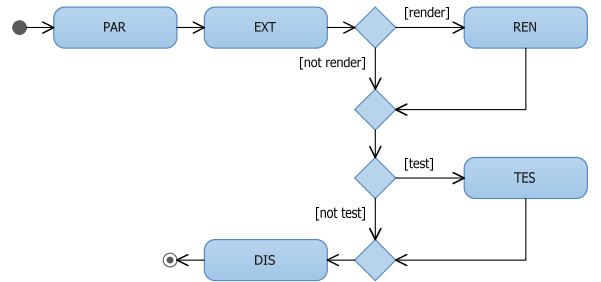 PAR
EXT
[render]
REN
[not render]
[test]
TES
[not test]
DIS